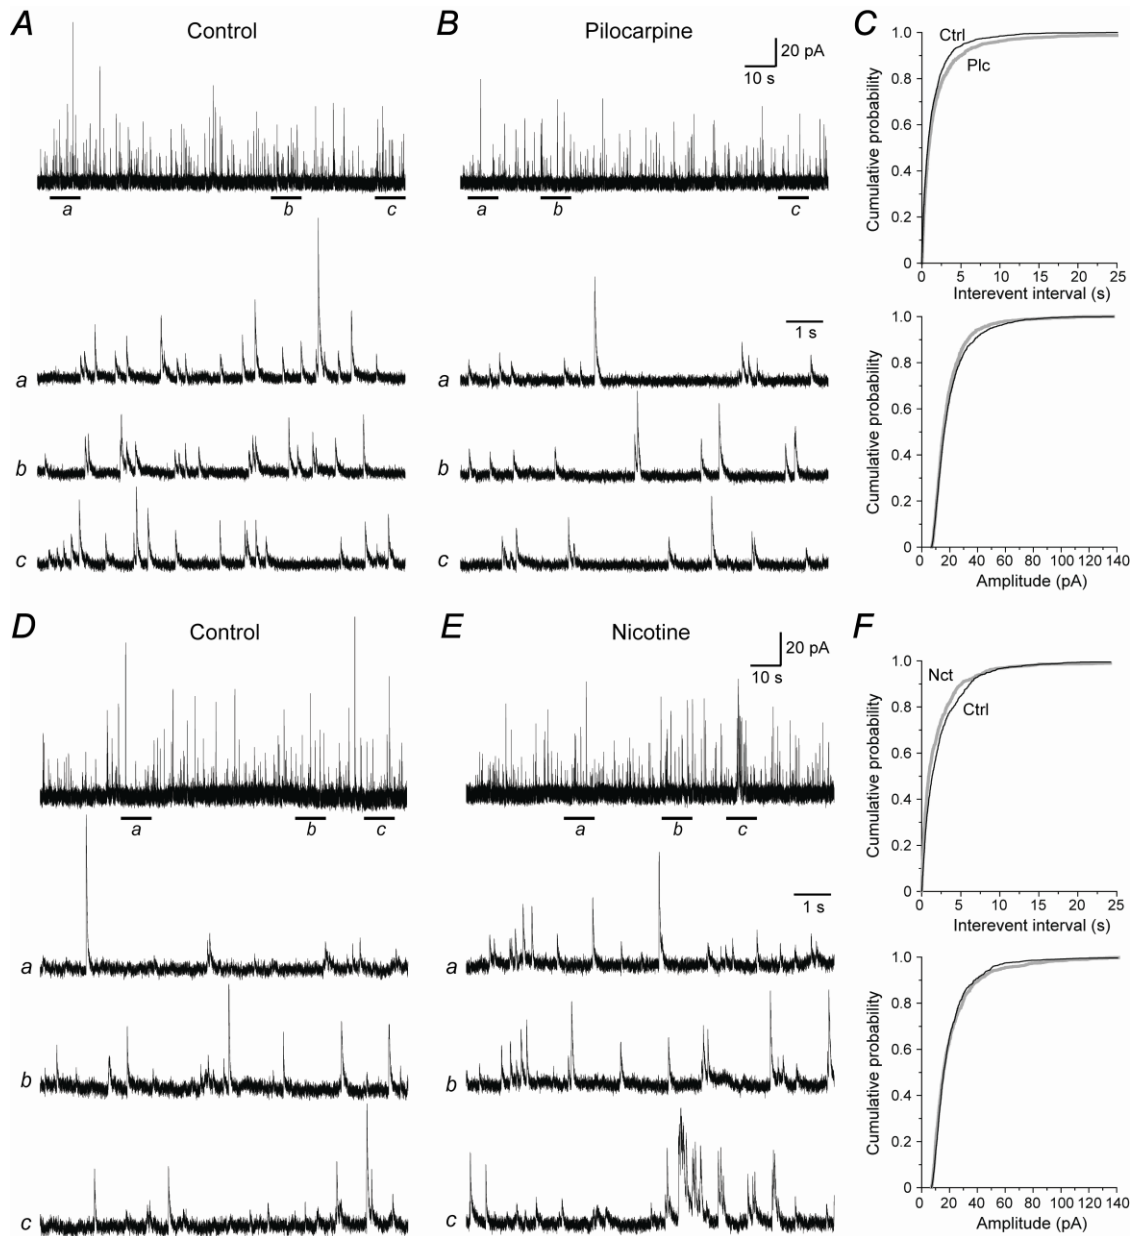 A
Control
B
Pilocarpine
20 pA
10 s
a
b
c
a
b
c
1 s
a
b
c
a
b
c
C
Ctrl
Plc
Cumulative probability
1.0
0.8
0.6
0.4
0.2
0
0 5 10 15 20 25
Interevent interval (s)
Cumulative probability
1.0
0.8
0.6
0.4
0.2
0
0 20 40 60 80 100 120 140
Amplitude (pA)
D
Control
E
Nicotine
20 pA
10 s
a
b
c
a
b
c
1 s
a
b
c
a
b
c
F
Nct
Ctrl
Cumulative probability
1.0
0.8
0.6
0.4
0.2
0
0 5 10 15 20 25
Interevent interval (s)
Cumulative probability
1.0
0.8
0.6
0.4
0.2
0
0 20 40 60 80 100 120 140
Amplitude (pA)